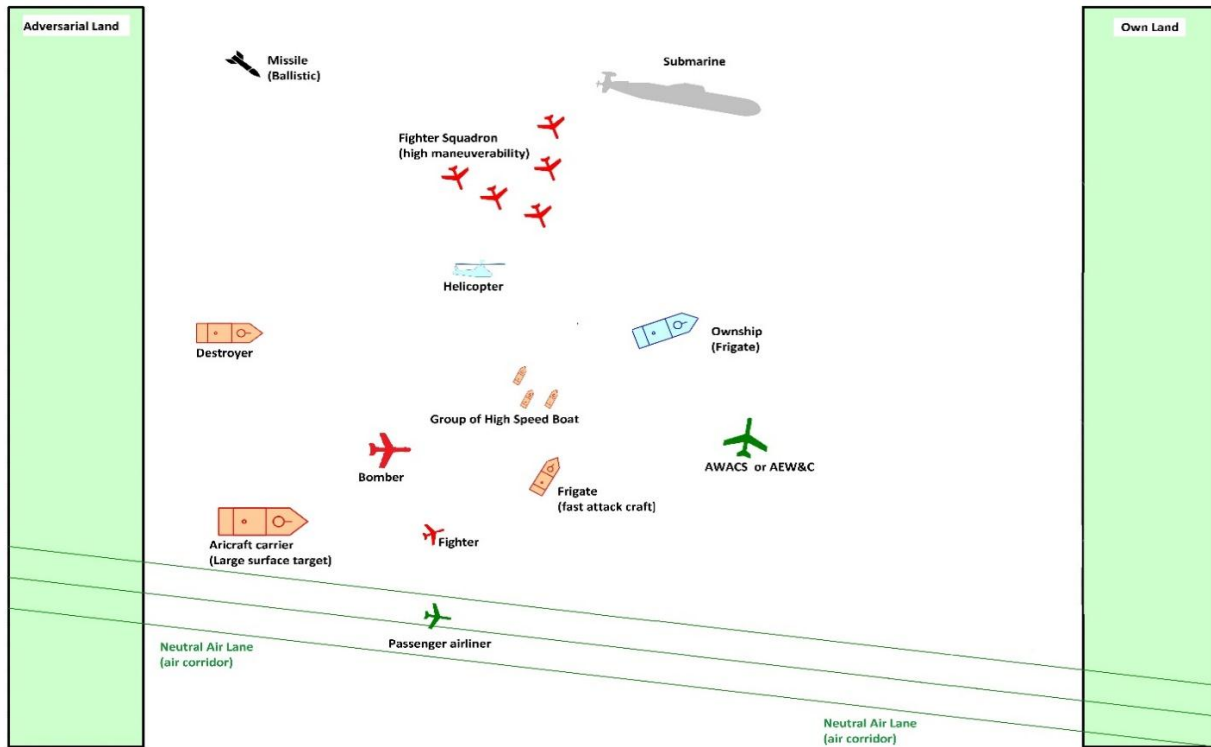 Adversarial Land
Own Land
Missile
(Ballistic)
Submarine
Fighter Squadron
(high maneuverability)
Helicopter
Destroyer
Ownship
(Frigate)
Group of High Speed Boat
Bomber
AWACS or AEW&C
Frigate
(fast attack craft)
Aricraft carrier
(Large surface target)
Fighter
Passenger airliner
Neutral Air Lane
(air corridor)
Neutral Air Lane
(air corridor)